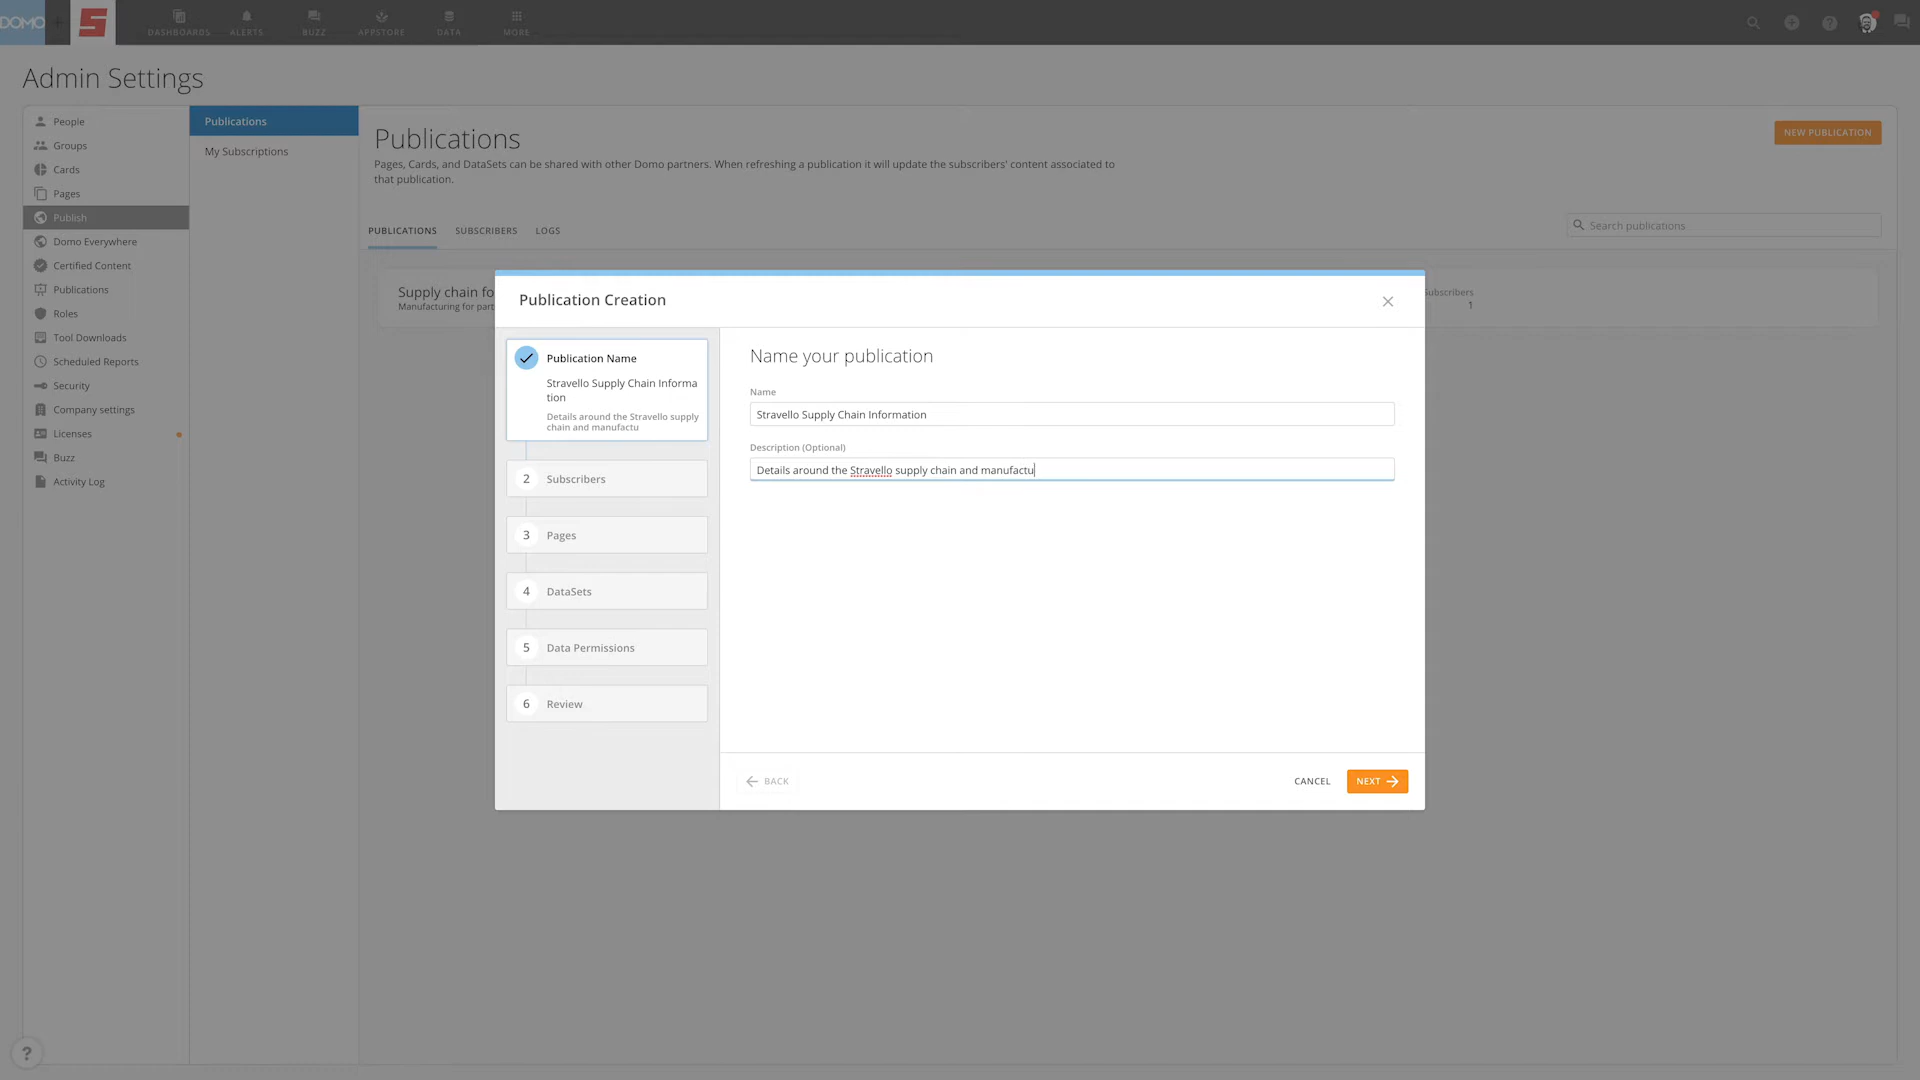 DOMO
DASHBOARDS
ALERTS
BUZZ
APPSTORE
DATA
MORE
Admin Settings
People
Groups
Cards
Pages
Publish
Domo Everywhere
Certified Content
Publications
Roles
Tool Downloads
Scheduled Reports
Security
Company settings
Licenses
Buzz
Activity Log
?
Publications
My Subscriptions
Publications
NEW PUBLICATION
Pages, Cards, and DataSets can be shared with other Domo partners. When refreshing a publication it will update the subscribers' content associated to
that publication.
PUBLICATIONS
SUBSCRIBERS
LOGS
Search publications
Supply chain fo
Manufacturing for part
Subscribers
1
Publication Creation
Publication Name
Stravello Supply Chain Informa
tion
Details around the Stravello supply
chain and manufactu
2 Subscribers
3 Pages
4 DataSets
5 Data Permissions
6 Review
Name your publication
Name
Stravello Supply Chain Information
Description (Optional)
Details around the Stravello supply chain and manufactu
BACK
CANCEL
NEXT